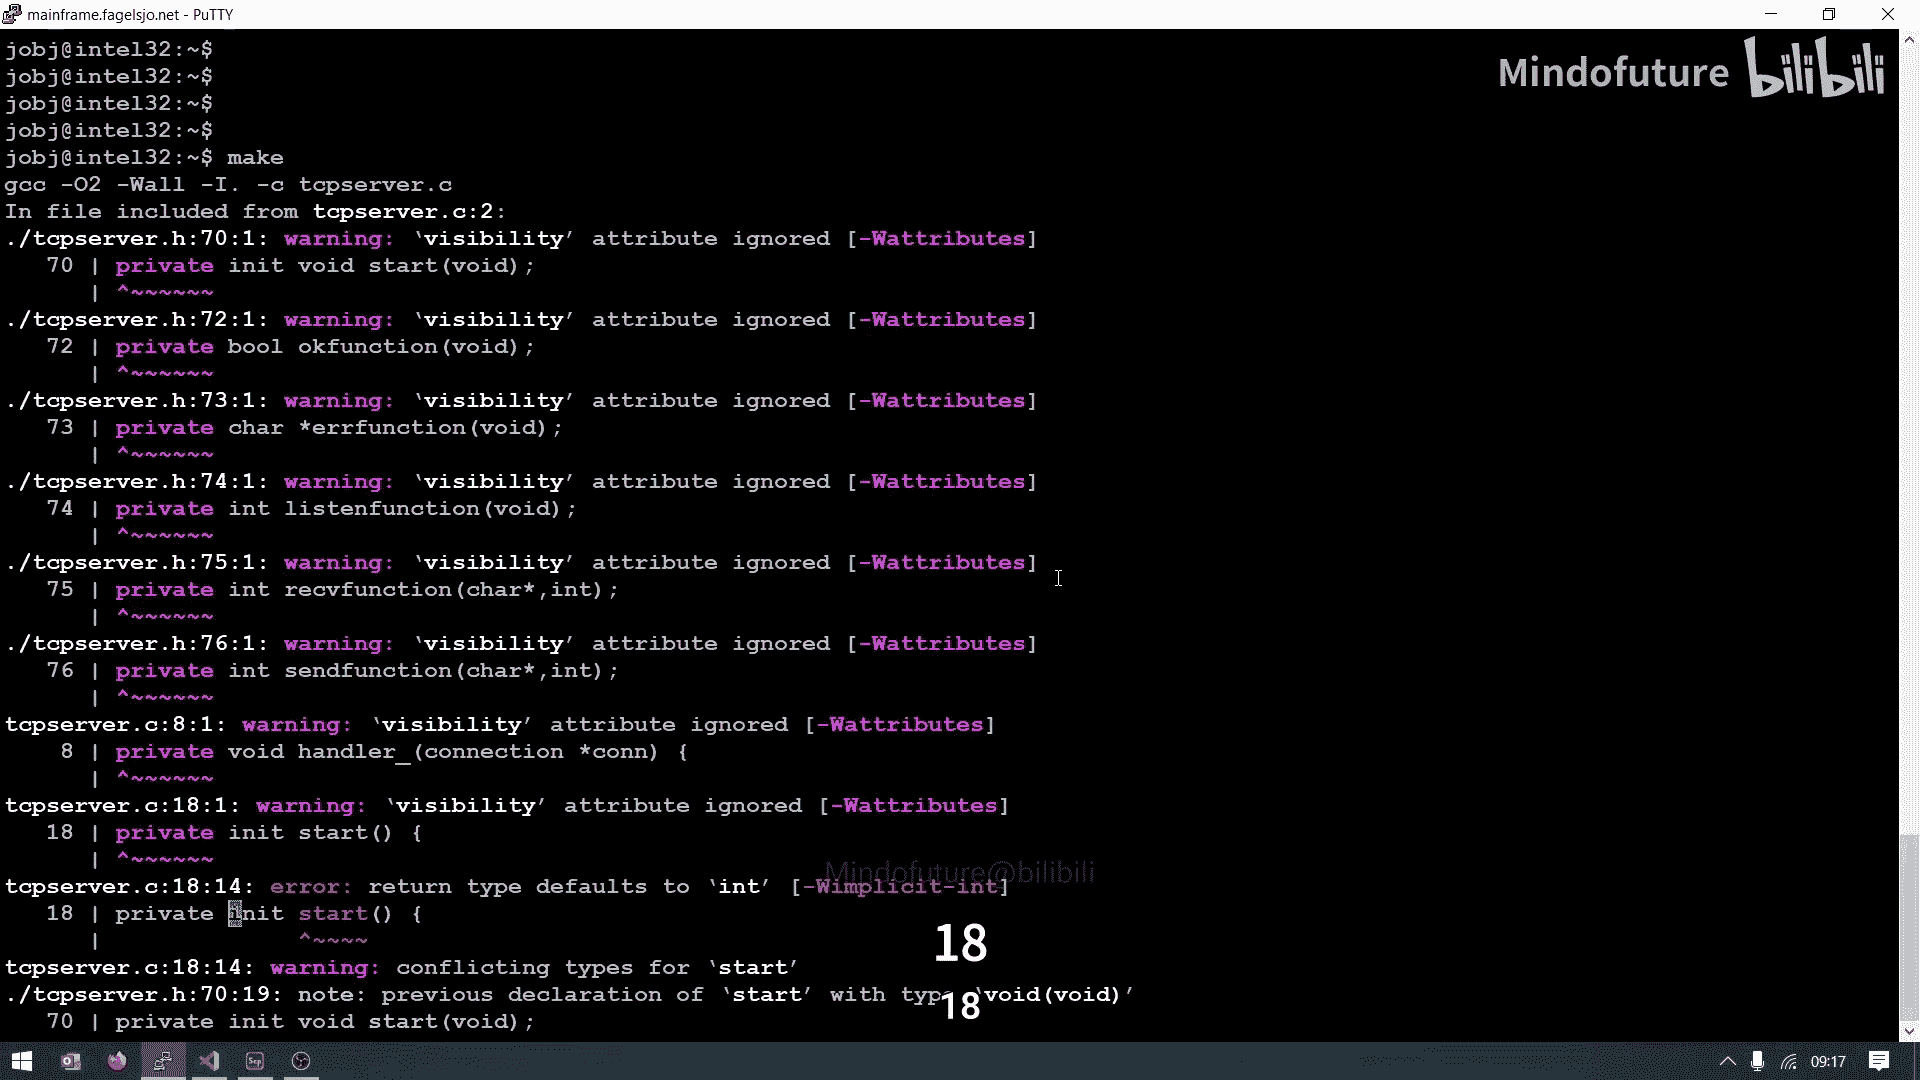 mainframe.fagelsjo.net - PuTTY
jobj@intel32:~$
jobj@intel32:~$
jobj@intel32:~$
jobj@intel32:~$
jobj@intel32:~$ make
gcc -O2 -Wall -I. -c tcpserver.c
In file included from tcpserver.c:2:
./tcpserver.h:70:1: warning: ‘visibility’ attribute ignored [-Wattributes]
70 | private init void start(void);
| ^~~~~~~
./tcpserver.h:72:1: warning: ‘visibility’ attribute ignored [-Wattributes]
72 | private bool okfunction(void);
| ^~~~~~~
./tcpserver.h:73:1: warning: ‘visibility’ attribute ignored [-Wattributes]
73 | private char *errfunction(void);
| ^~~~~~~
./tcpserver.h:74:1: warning: ‘visibility’ attribute ignored [-Wattributes]
74 | private int listenfunction(void);
| ^~~~~~~
./tcpserver.h:75:1: warning: ‘visibility’ attribute ignored [-Wattributes]
75 | private int recvfunction(char*,int);
| ^~~~~~~
./tcpserver.h:76:1: warning: ‘visibility’ attribute ignored [-Wattributes]
76 | private int sendfunction(char*,int);
| ^~~~~~~
tcpserver.c:8:1: warning: ‘visibility’ attribute ignored [-Wattributes]
8 | private void handler_(connection *conn) {
| ^~~~~~~
tcpserver.c:18:1: warning: ‘visibility’ attribute ignored [-Wattributes]
18 | private init start() {
| ^~~~~~~
tcpserver.c:18:14: error: return type defaults to ‘int’ [-Wimplicit-int]
18 | private init start() {
| ^~~~~
tcpserver.c:18:14: warning: conflicting types for ‘start’
./tcpserver.h:70:19: note: previous declaration of ‘start’ with type ‘void(void)’
70 | private init void start(void);
Mindofuture bilibili
Mindofuture@bilibili
18
18
09:17